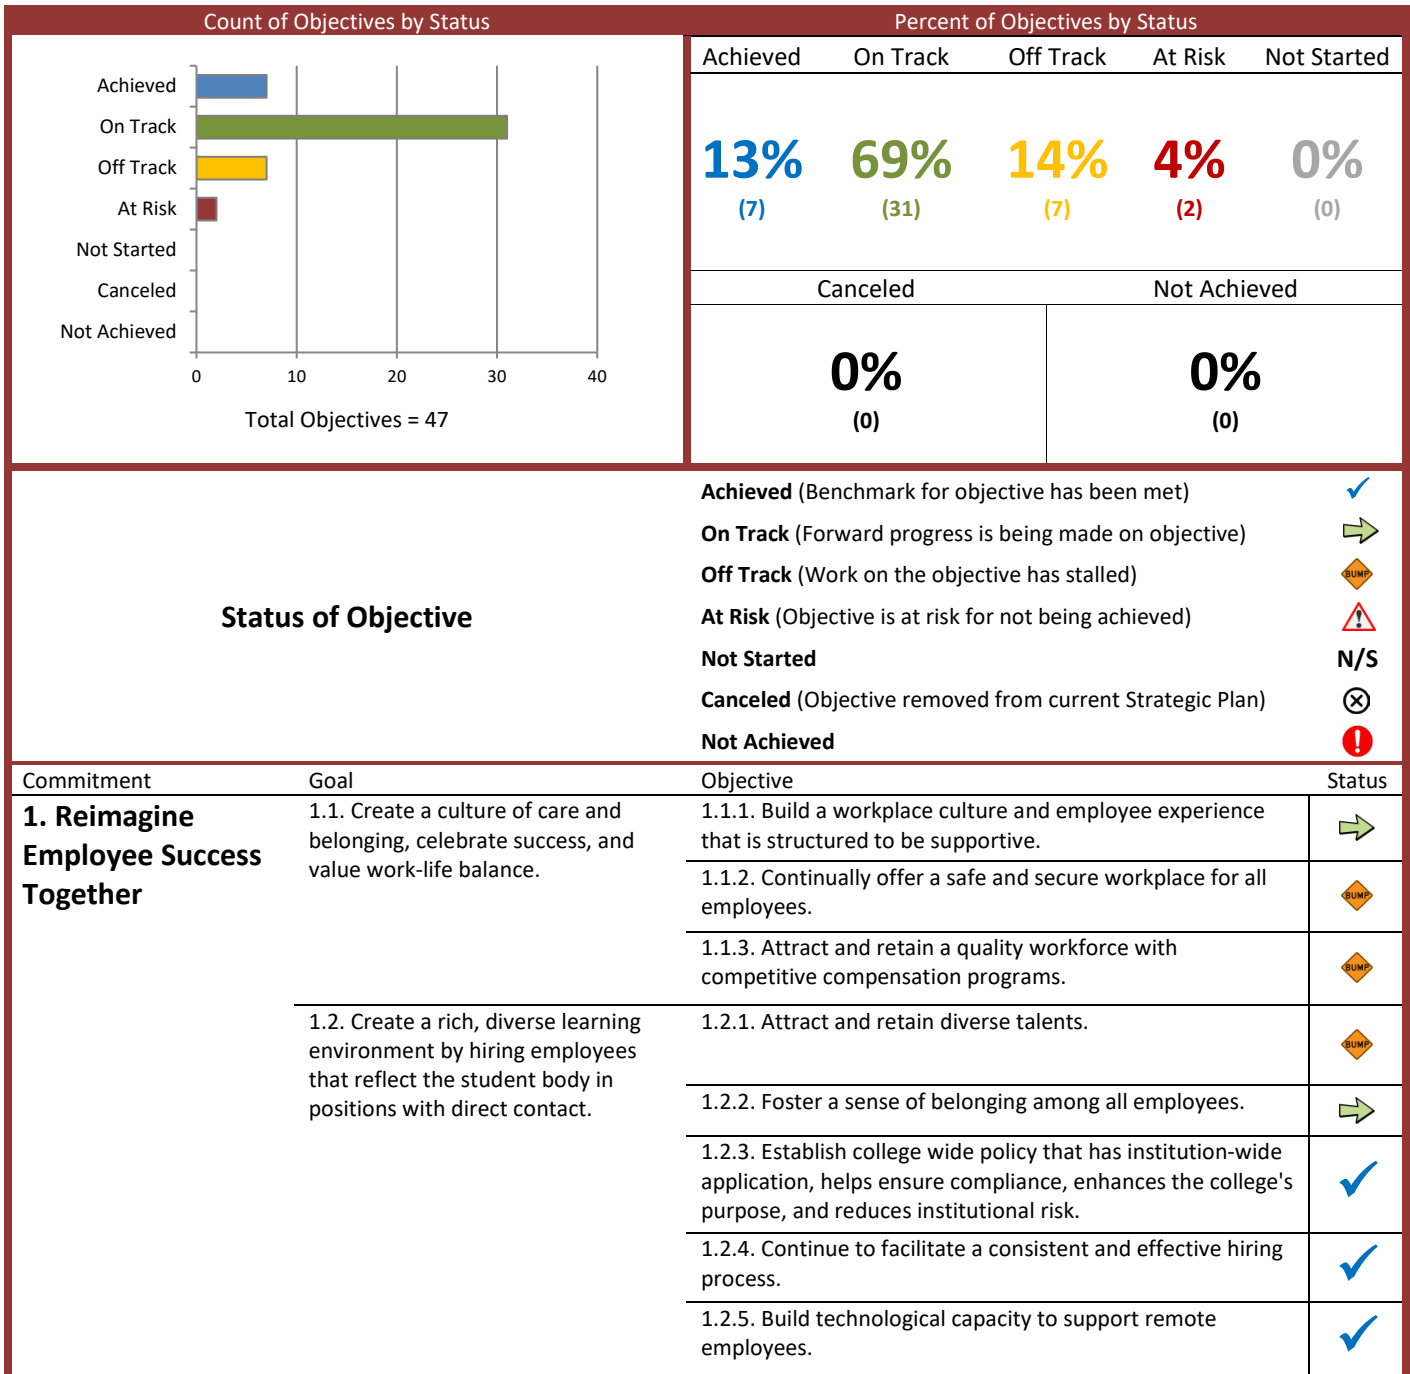 Count of Objectives by Status
Achieved
On Track
Off Track
At Risk
Not Started
Canceled
Not Achieved
0 10 20 30 40
Total Objectives = 47
Percent of Objectives by Status
Achieved On Track Off Track At Risk Not Started
13% 69% 14% 4% 0%
(7) (31) (7) (2) (0)
Canceled Not Achieved
0% 0%
(0) (0)
Status of Objective
Achieved (Benchmark for objective has been met)
On Track (Forward progress is being made on objective)
Off Track (Work on the objective has stalled)
BUMP
At Risk (Objective is at risk for not being achieved)
Not Started N/S
Canceled (Objective removed from current Strategic Plan)
Not Achieved
Commitment Goal Objective Status
1. Reimagine
Employee Success
Together
1.1. Create a culture of care and
belonging, celebrate success, and
value work-life balance.
1.1.1. Build a workplace culture and employee experience
that is structured to be supportive.
1.1.2. Continually offer a safe and secure workplace for all
employees.
BUMP
1.1.3. Attract and retain a quality workforce with
competitive compensation programs.
BUMP
1.2. Create a rich, diverse learning
environment by hiring employees
that reflect the student body in
positions with direct contact.
1.2.1. Attract and retain diverse talents.
BUMP
1.2.2. Foster a sense of belonging among all employees.
1.2.3. Establish college wide policy that has institution-wide
application, helps ensure compliance, enhances the college's
purpose, and reduces institutional risk.
1.2.4. Continue to facilitate a consistent and effective hiring
process.
1.2.5. Build technological capacity to support remote
employees.